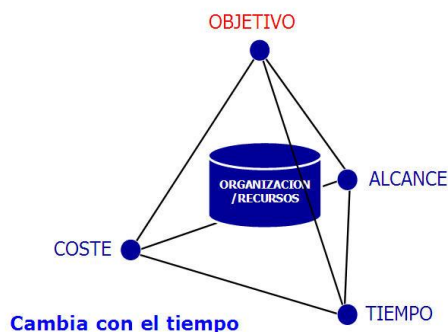 OBJETIVO
ORGANIZACION
/RECURSOS
ALCANCE
COSTE
TIEMPO
Cambia con el tiempo